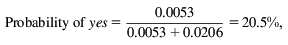 Probability of yes = 0.0053 / (0.0053 + 0.0206) = 20.5%,